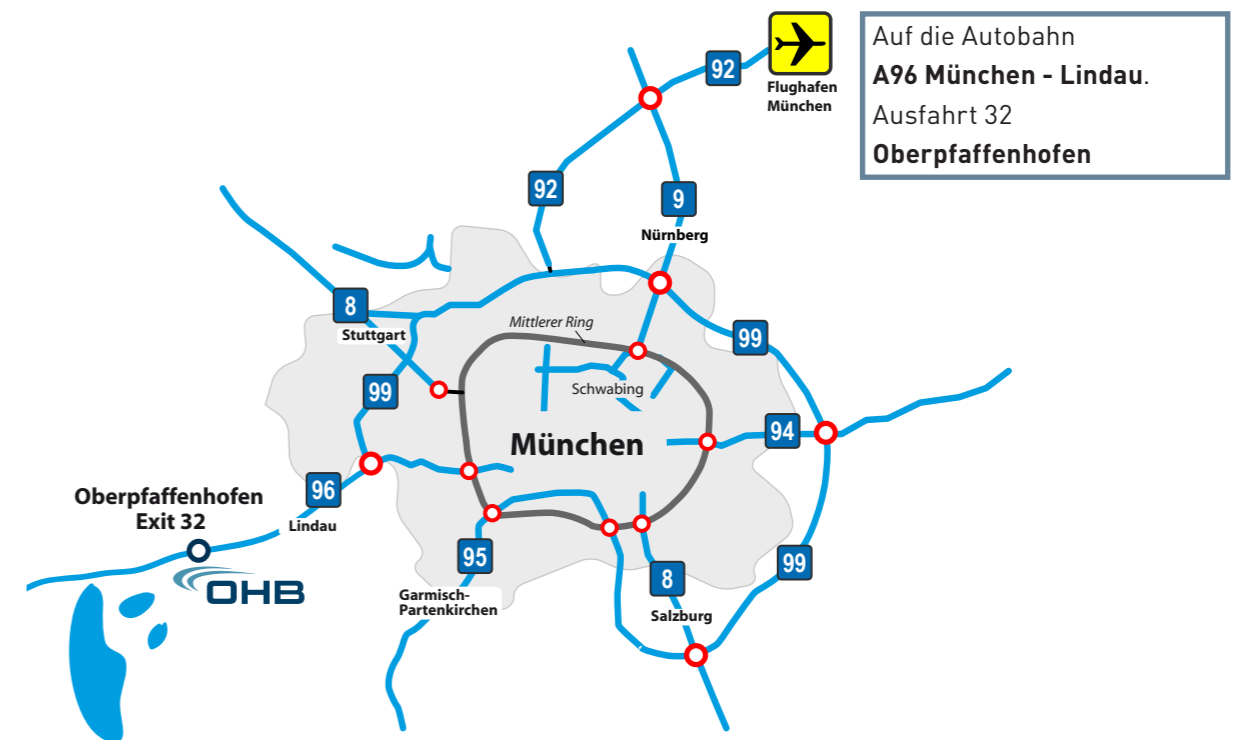 92
Flughafen
München
Auf die Autobahn
A96 München - Lindau.
Ausfahrt 32
Oberpfaffenhofen
92
9
Nürnberg
8
Stuttgart
Mittlerer Ring
99
99
Schwabing
94
München
96
Lindau
Oberpfaffenhofen
Exit 32
OHB
95
Garmisch-
Partenkirchen
8
Salzburg
99